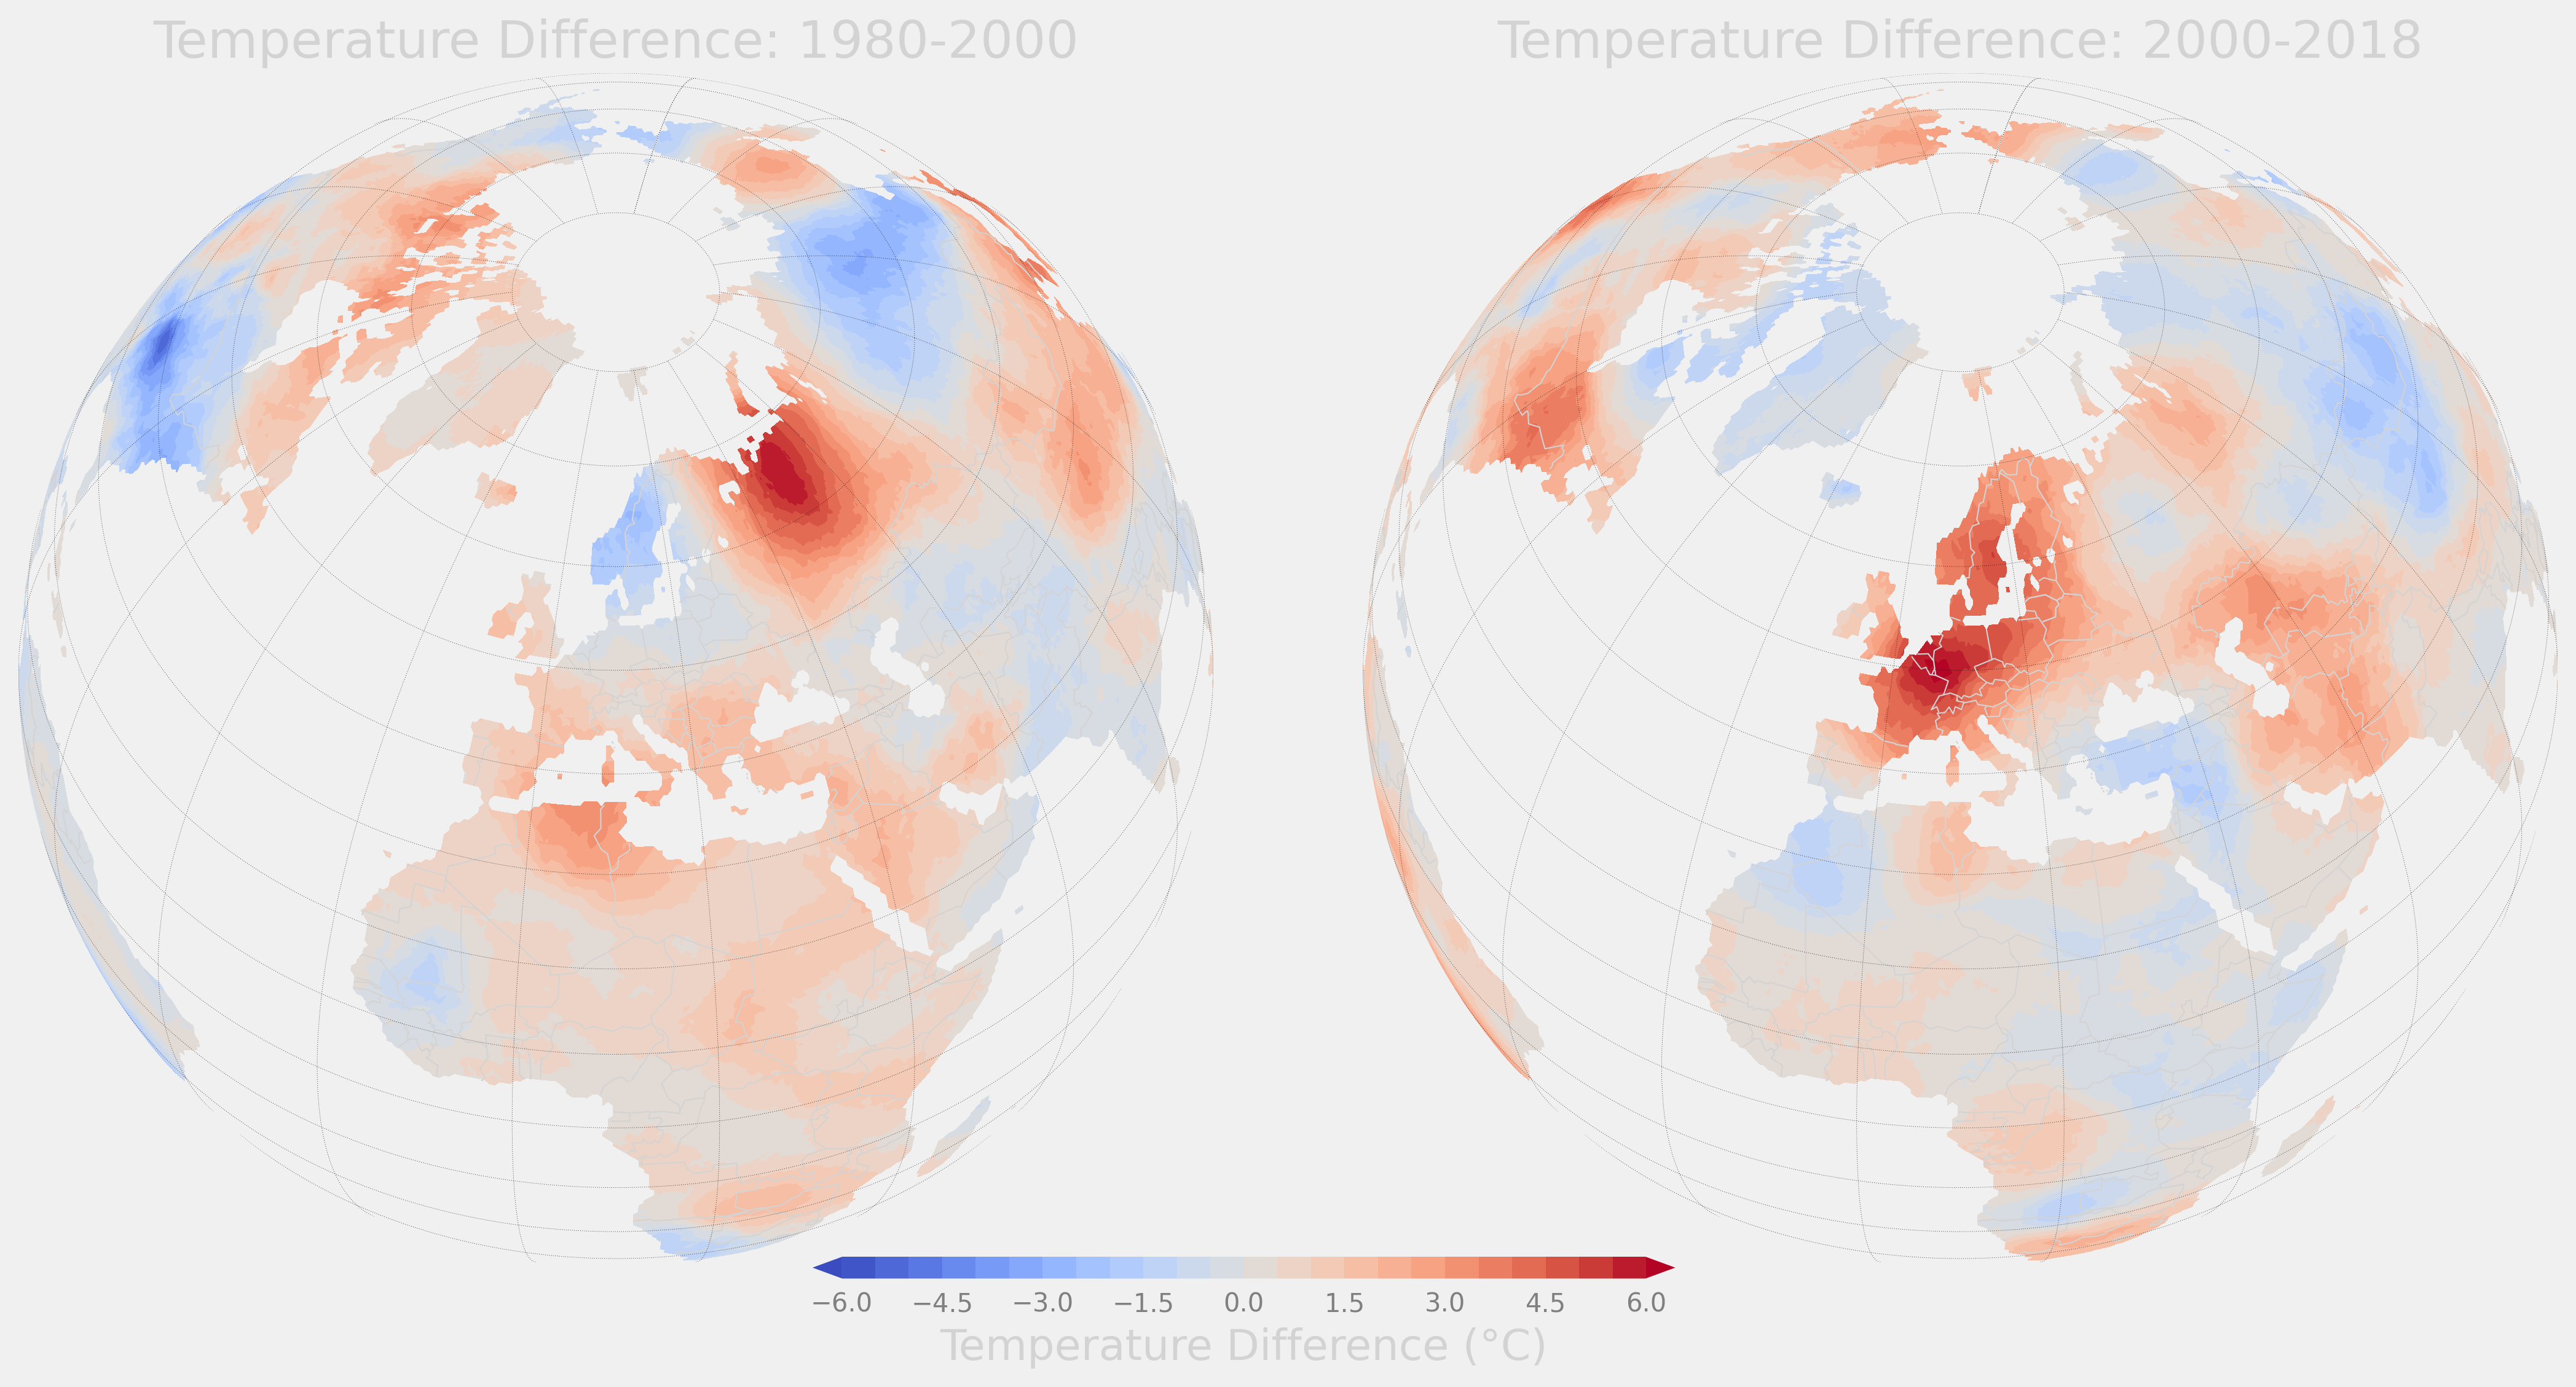 Temperature Difference: 1980-2000
Temperature Difference: 2000-2018
−6.0 −4.5 −3.0 −1.5 0.0 1.5 3.0 4.5 6.0
Temperature Difference (°C)